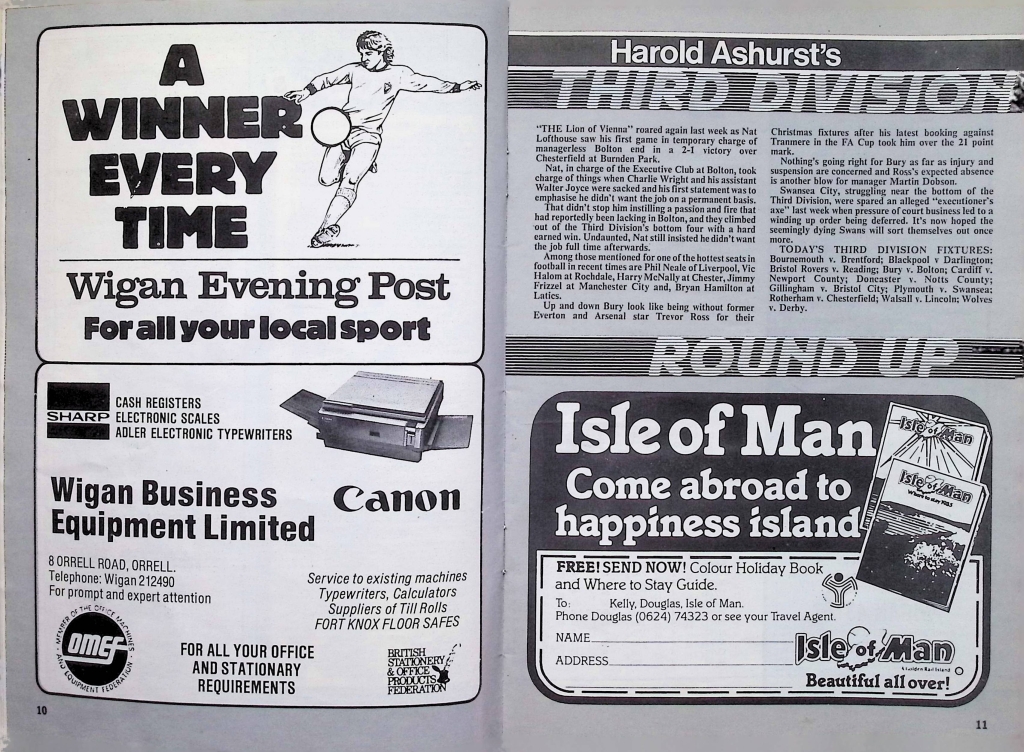 A
WINNER
EVERY
TIME
Wigan Evening Post
For all your local sport
SHARP
CASH REGISTERS
ELECTRONIC SCALES
ADLER ELECTRONIC TYPEWRITERS
Wigan Business
Equipment Limited
Canon
8 ORRELL ROAD, ORRELL.
Telephone: Wigan 212490
For prompt and expert attention
Service to existing machines
Typewriters, Calculators
Suppliers of Till Rolls
FORT KNOX FLOOR SAFES
MEMBER OF THE OFFICE MACHINES
AND EQUIPMENT FEDERATION
OMEF
FOR ALL YOUR OFFICE
AND STATIONARY
REQUIREMENTS
BRITISH
STATIONERY
& OFFICE
PRODUCTS
FEDERATION
10
Harold Ashurst's
THIRD DIVISION
"THE Lion of Vienna" roared again last week as Nat
Lofthouse saw his first game in temporary charge of
managerless Bolton end in a 2-1 victory over
Chesterfield at Burnden Park.
Nat, in charge of the Executive Club at Bolton, took
charge of things when Charlie Wright and his assistant
Walter Joyce were sacked and his first statement was to
emphasise he didn't want the job on a permanent basis.
That didn't stop him instilling a passion and fire that
had reportedly been lacking in Bolton, and they climbed
out of the Third Division's bottom four with a hard
earned win. Undaunted, Nat still insisted he didn't want
the job full time afterwards.
Among those mentioned for one of the hottest seats in
football in recent times are Phil Neale of Liverpool, Vic
Halom at Rochdale, Harry McNally at Chester, Jimmy
Frizzel at Manchester City and, Bryan Hamilton at
Latics.
Up and down Bury look like being without former
Everton and Arsenal star Trevor Ross for their
Christmas fixtures after his latest booking against
Tranmere in the FA Cup took him over the 21 point
mark.
Nothing's going right for Bury as far as injury and
suspension are concerned and Ross's expected absence
is another blow for manager Martin Dobson.
Swansea City, struggling near the bottom of the
Third Division, were spared an alleged "executioner's
axe" last week when pressure of court business led to a
winding up order being deferred. It's now hoped the
seemingly dying Swans will sort themselves out once
more.
TODAY'S THIRD DIVISION FIXTURES:
Bournemouth v. Brentford; Blackpool v Darlington;
Bristol Rovers v. Reading; Bury v. Bolton; Cardiff v.
Newport County; Doncaster v. Notts County;
Gillingham v. Bristol City; Plymouth v. Swansea;
Rotherham v. Chesterfield; Walsall v. Lincoln; Wolves
v. Derby.
ROUND UP
Isle of Man
Come abroad to
happiness island
Isle of Man
Isle of Man
Where to stay 1985
FREE! SEND NOW! Colour Holiday Book
and Where to Stay Guide.
To: Kelly, Douglas, Isle of Man.
Phone Douglas (0624) 74323 or see your Travel Agent.
NAME
ADDRESS
Isle of Man
Beautiful all over!
11